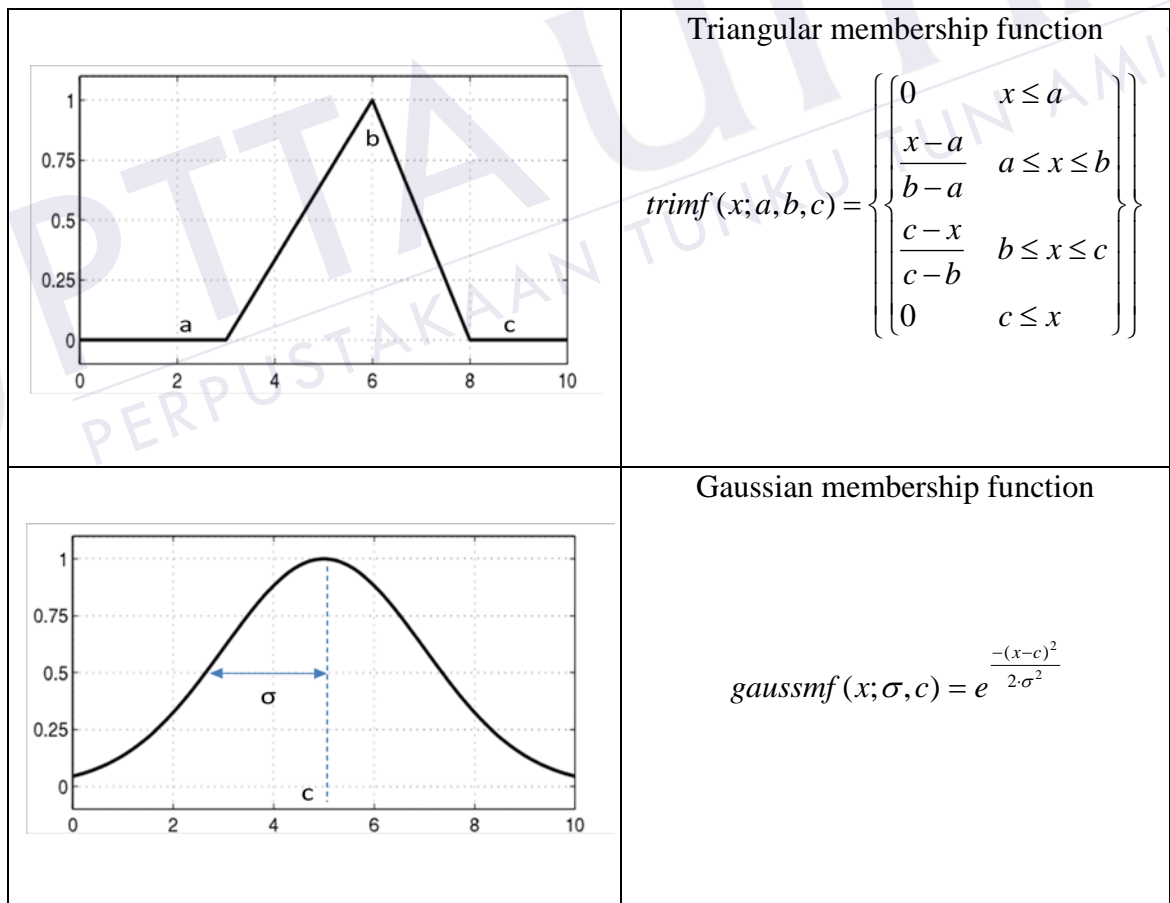 Triangular membership function
1
0.75
0.5
0.25
0
0 2 4 6 8 10
a
b
c
trimf (x; a, b, c) = {{0 x ≤ a
x − a / b − a a ≤ x ≤ b
c − x / c − b b ≤ x ≤ c
0 c ≤ x}}
Gaussian membership function
1
0.75
0.5
0.25
0
0 2 4 6 8 10
σ
c
gaussmf (x; σ, c) = e^(−(x−c)² / 2·σ²)
PTTA
PERPUSTAKAAN TUNKU TUN AMI